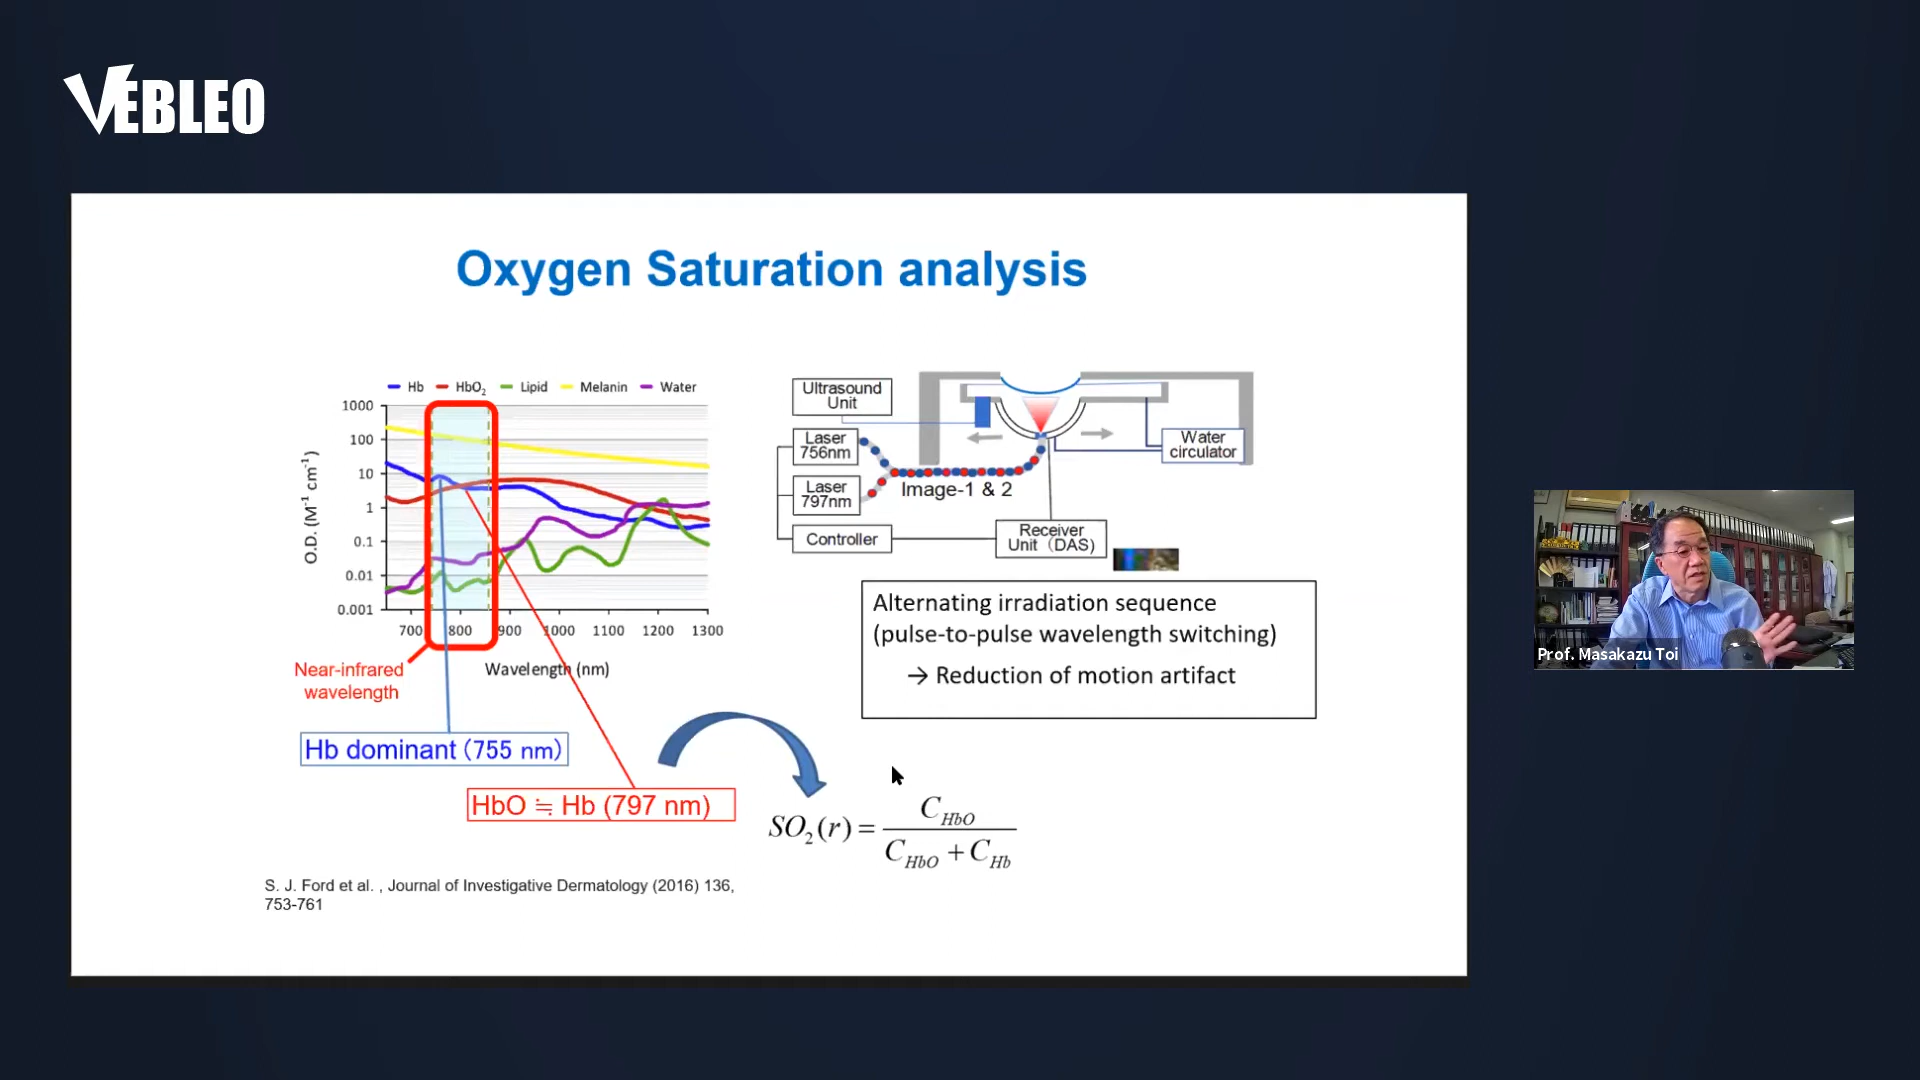 VEBLEO
Oxygen Saturation analysis
Hb HbO2 Lipid Melanin Water
1000
100
10
1
0.1
0.01
0.001
O.D. (M-1 cm-1)
700 800 900 1000 1100 1200 1300
Wavelength (nm)
Near-infrared
wavelength
Hb dominant (755 nm)
HbO ≒ Hb (797 nm)
Ultrasound
Unit
Laser
756nm
Laser
797nm
Controller
Image-1 & 2
Receiver
Unit (DAS)
Water
circulator
Alternating irradiation sequence
(pulse-to-pulse wavelength switching)
→ Reduction of motion artifact
SO2(r) = CHbO / CHbO + CHb
S. J. Ford et al. , Journal of Investigative Dermatology (2016) 136,
753-761
Prof. Masakazu Toi